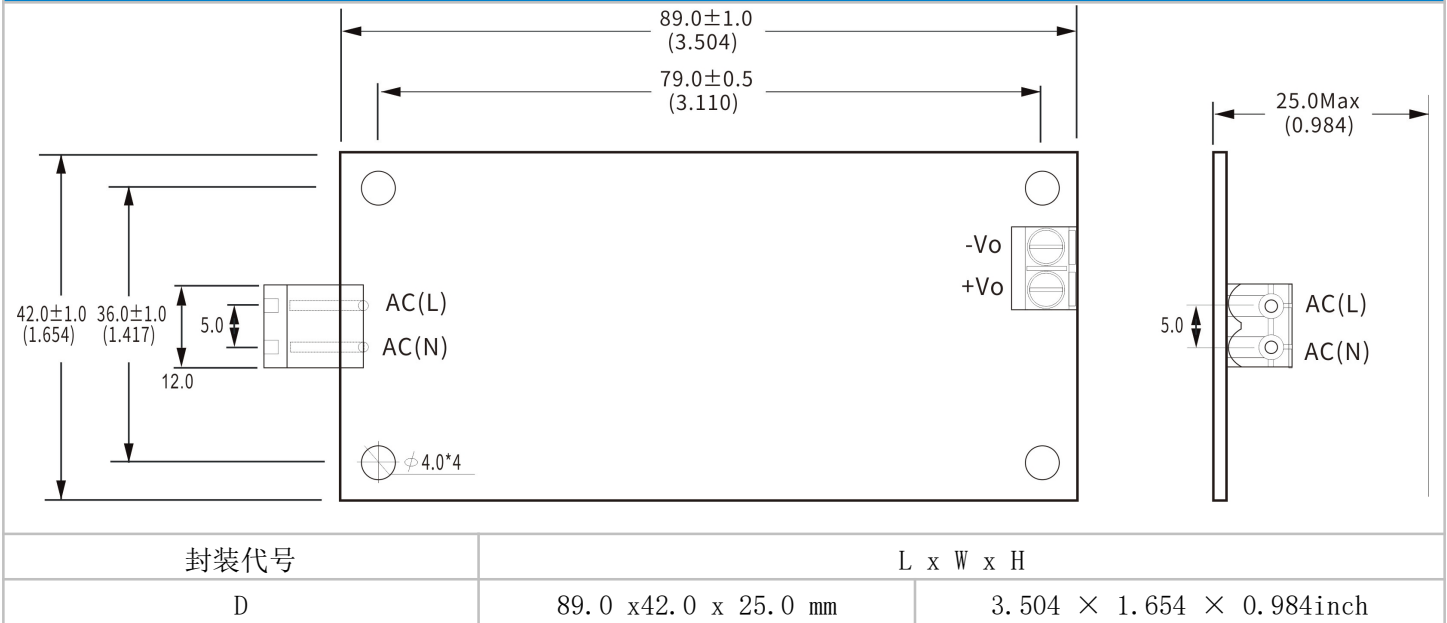 89.0±1.0
(3.504)
79.0±0.5
(3.110)
25.0Max
(0.984)
-Vo
+Vo
42.0±1.0
(1.654)
36.0±1.0
(1.417)
5.0
12.0
AC(L)
AC(N)
5.0
AC(L)
AC(N)
ϕ4.0*4
封装代号
L x W x H
D
89.0 x42.0 x 25.0 mm
3.504 × 1.654 × 0.984inch